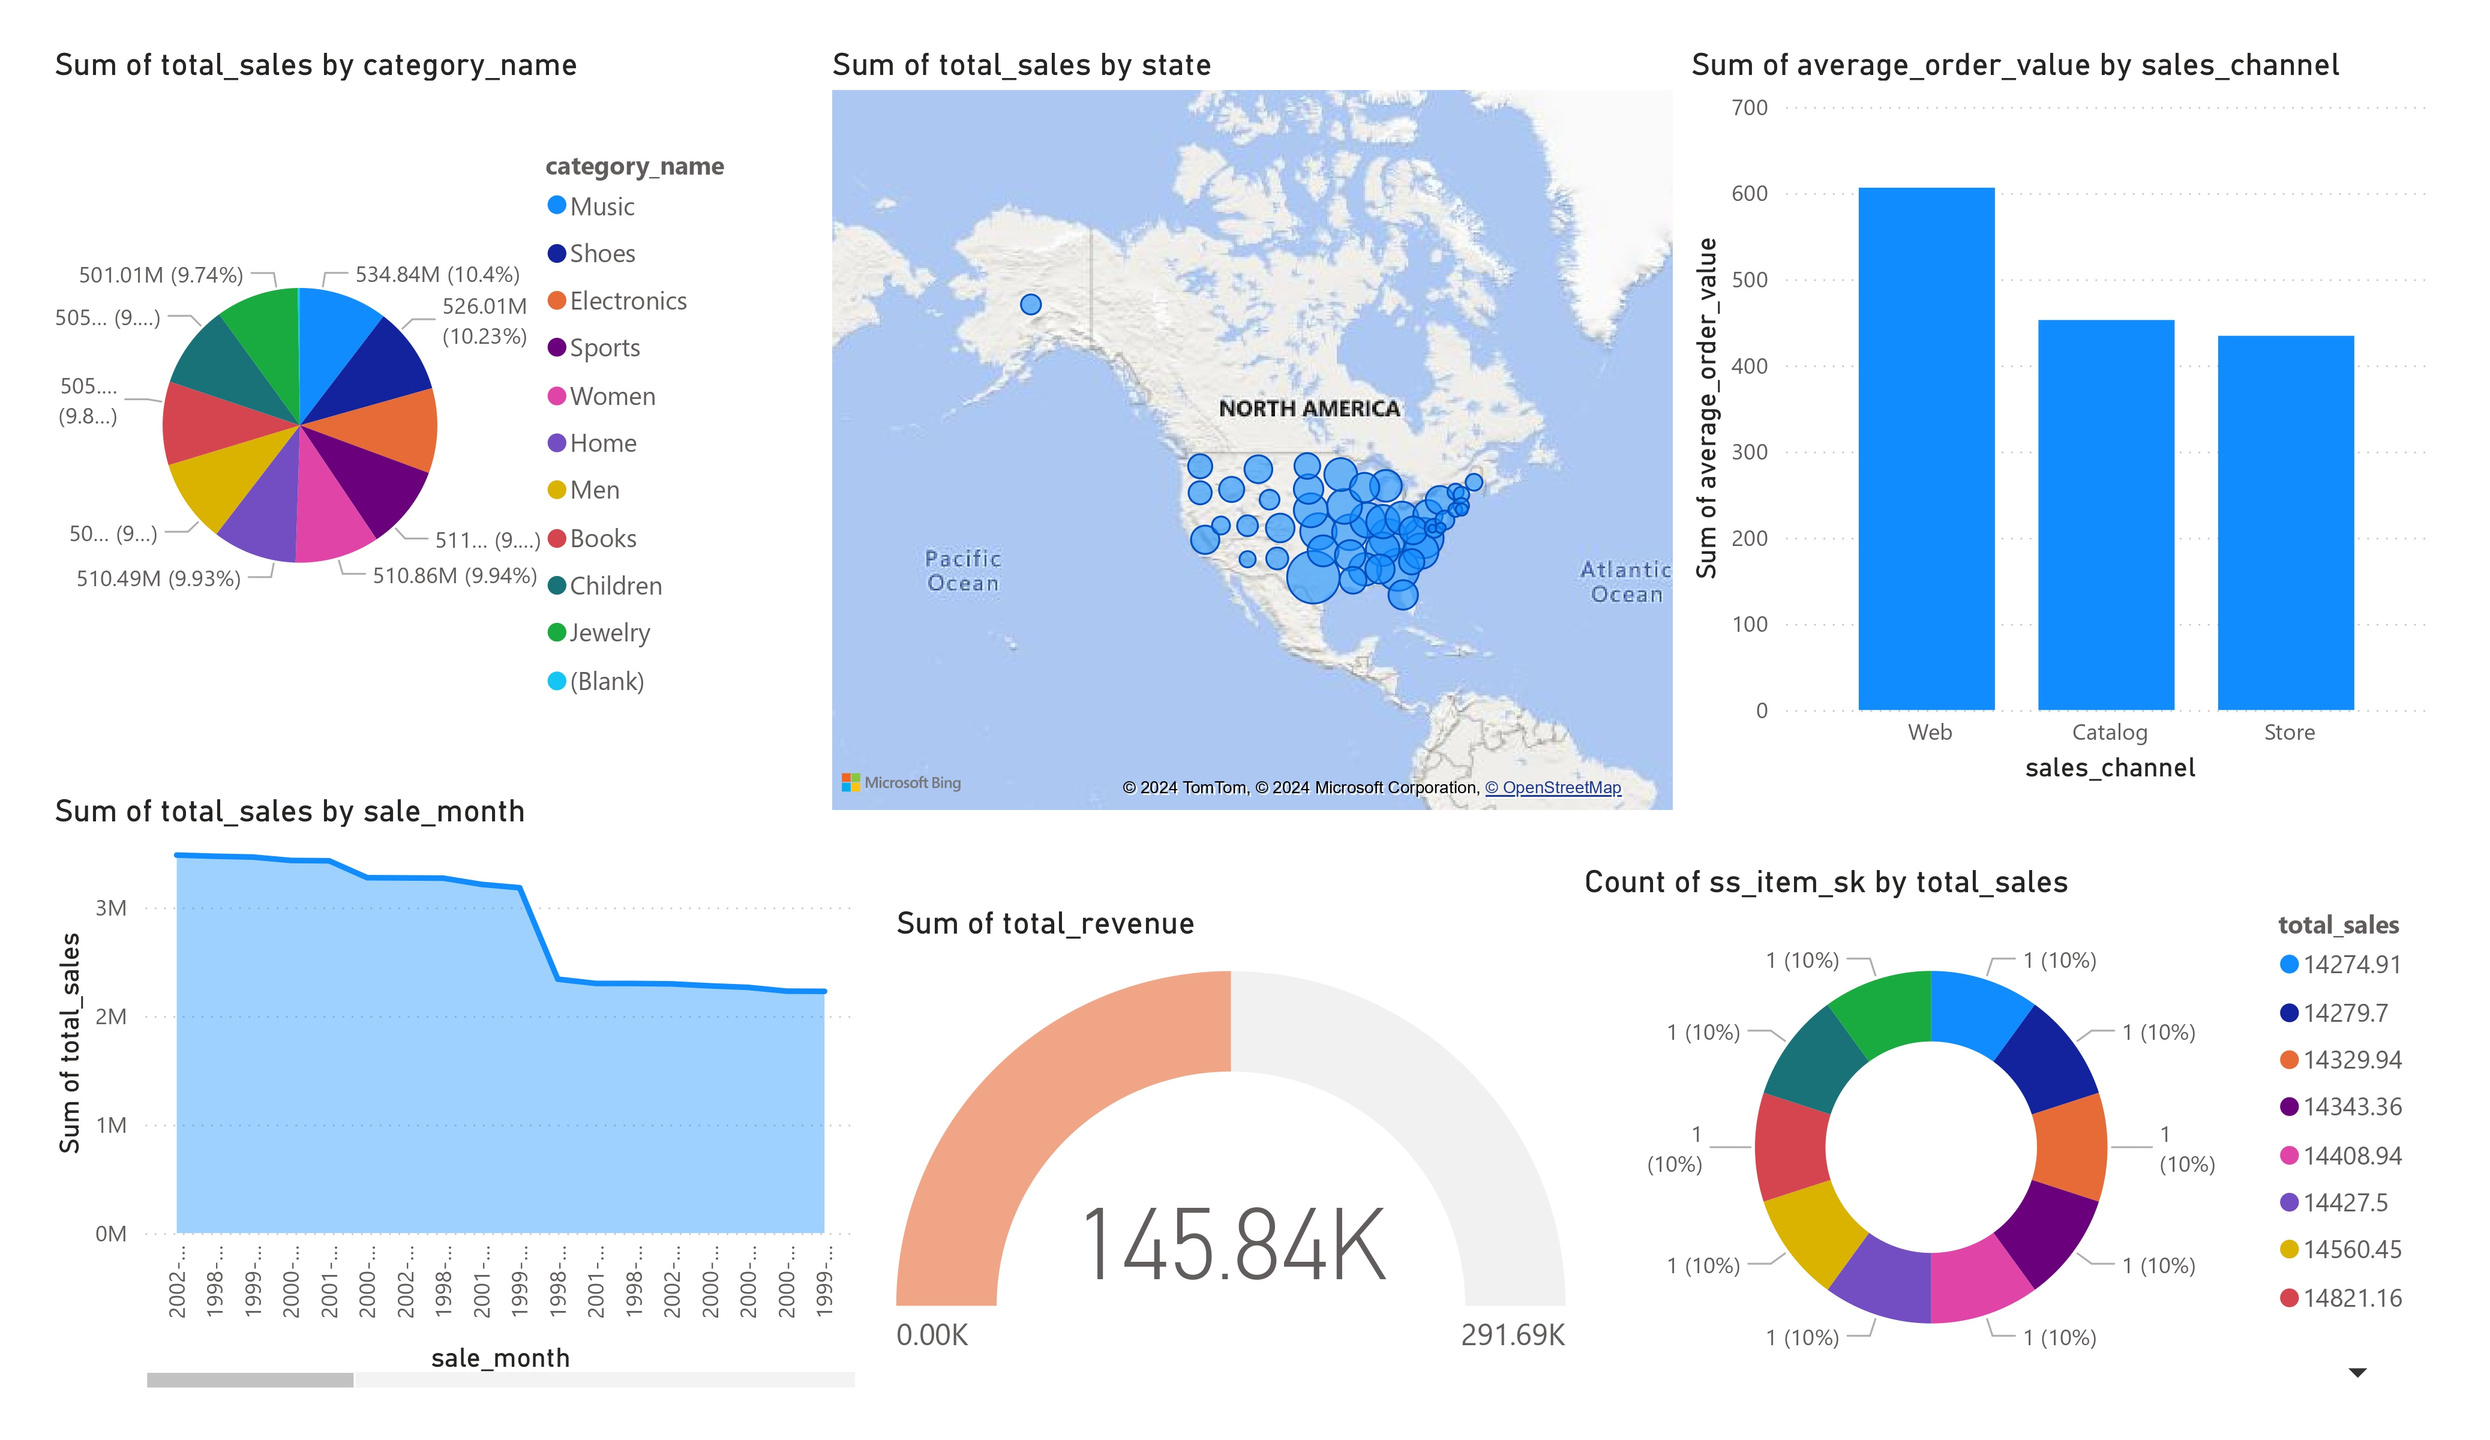 Sum of total_sales by category_name
category_name
Music
Shoes
Electronics
Sports
Women
Home
Men
Books
Children
Jewelry
(Blank)
501.01M (9.74%)
534.84M (10.4%)
505... (9....)
526.01M
(10.23%)
505....
(9.8...)
50... (9...)
511... (9....)
510.49M (9.93%)
510.86M (9.94%)
Sum of total_sales by state
NORTH AMERICA
Pacific
Ocean
Atlantic
Ocean
Microsoft Bing
© 2024 TomTom, © 2024 Microsoft Corporation, © OpenStreetMap
Sum of average_order_value by sales_channel
Sum of average_order_value
700
600
500
400
300
200
100
0
Web
Catalog
Store
sales_channel
Sum of total_sales by sale_month
Sum of total_sales
3M
2M
1M
0M
2002-...
1998-...
1999-...
2000-...
2001-...
2000-...
2002-...
1998-...
2001-...
1999-...
1998-...
2001-...
1998-...
2002-...
2000-...
2000-...
2000-...
1999-...
sale_month
Sum of total_revenue
145.84K
0.00K
291.69K
Count of ss_item_sk by total_sales
1 (10%)
1 (10%)
1 (10%)
1 (10%)
1
(10%)
1
(10%)
1 (10%)
1 (10%)
1 (10%)
1 (10%)
total_sales
14274.91
14279.7
14329.94
14343.36
14408.94
14427.5
14560.45
14821.16